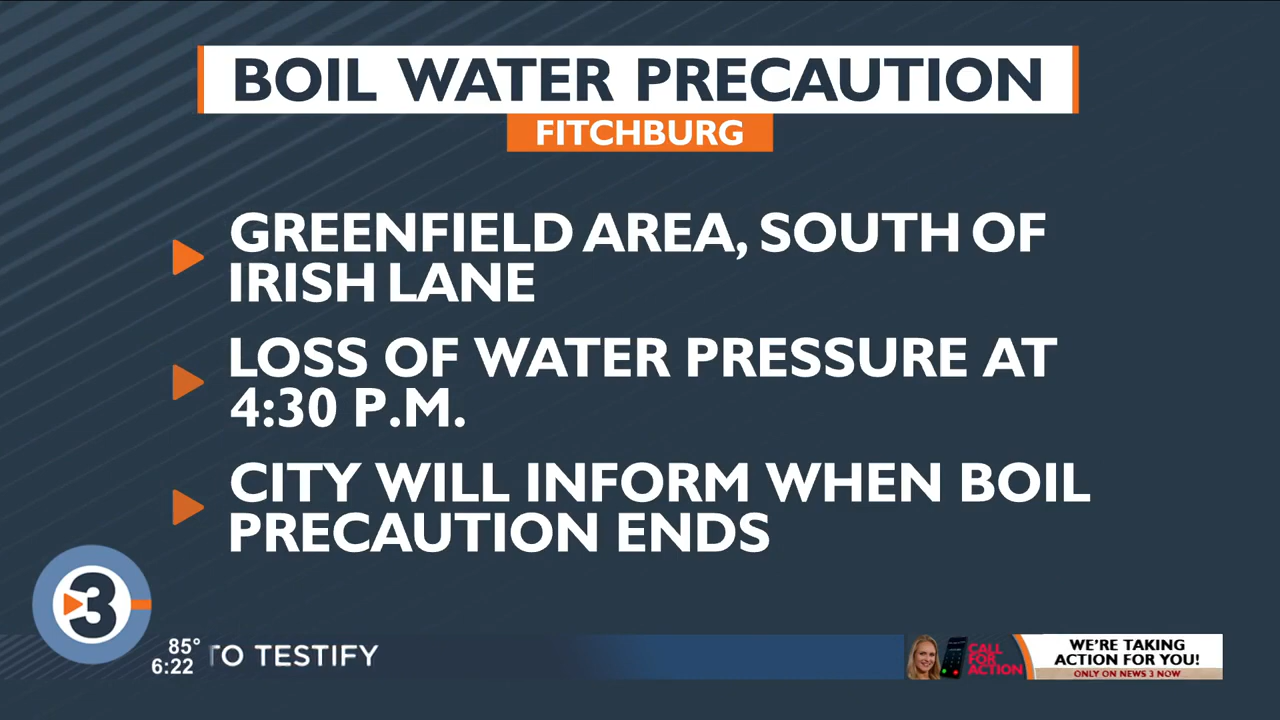 BOIL WATER PRECAUTION
FITCHBURG
GREENFIELD AREA, SOUTH OF
IRISH LANE
LOSS OF WATER PRESSURE AT
4:30 P.M.
CITY WILL INFORM WHEN BOIL
PRECAUTION ENDS
3
85°
6:22
TO TESTIFY
CALL
FOR
ACTION
WE'RE TAKING
ACTION FOR YOU!
ONLY ON NEWS 3 NOW